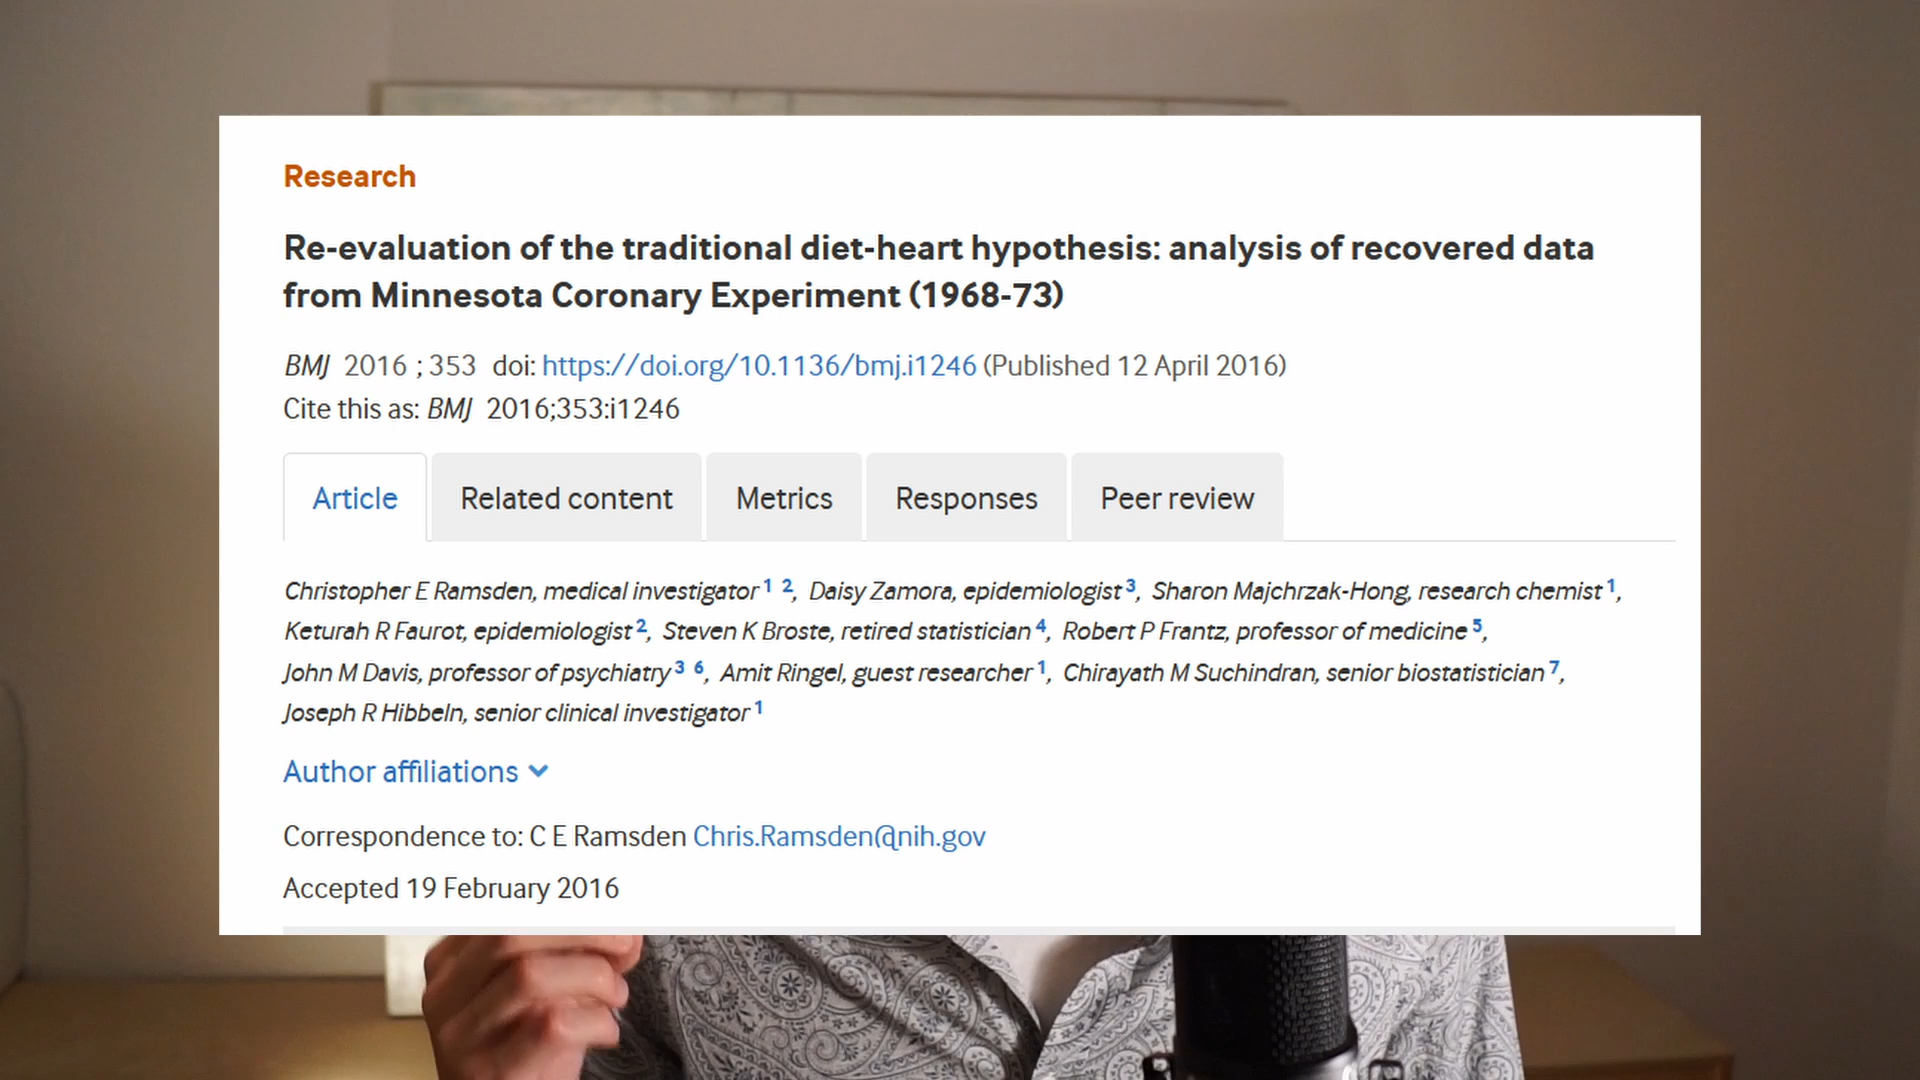 Research
Re-evaluation of the traditional diet-heart hypothesis: analysis of recovered data
from Minnesota Coronary Experiment (1968-73)
BMJ 2016 ; 353 doi: https://doi.org/10.1136/bmj.i1246 (Published 12 April 2016)
Cite this as: BMJ 2016;353:i1246
Article Related content Metrics Responses Peer review
Christopher E Ramsden, medical investigator 1 2, Daisy Zamora, epidemiologist 3, Sharon Majchrzak-Hong, research chemist 1,
Keturah R Faurot, epidemiologist 2, Steven K Broste, retired statistician 4, Robert P Frantz, professor of medicine 5,
John M Davis, professor of psychiatry 3 6, Amit Ringel, guest researcher 1, Chirayath M Suchindran, senior biostatistician 7,
Joseph R Hibbeln, senior clinical investigator 1
Author affiliations
Correspondence to: C E Ramsden Chris.Ramsden@nih.gov
Accepted 19 February 2016